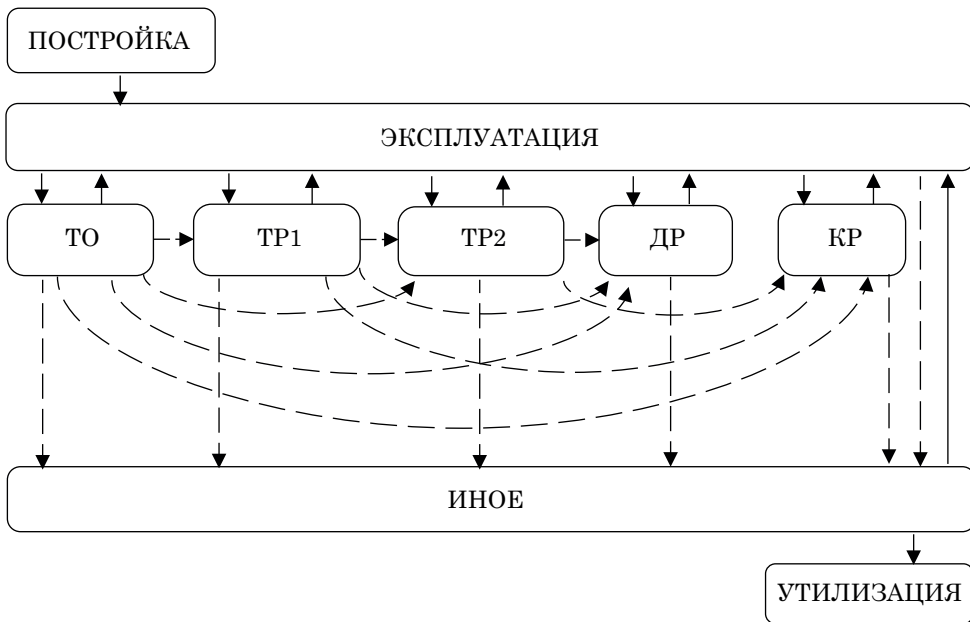 ПОСТРОЙКА
ЭКСПЛУАТАЦИЯ
ТО
ТР1
ТР2
ДР
КР
ИНОЕ
УТИЛИЗАЦИЯ